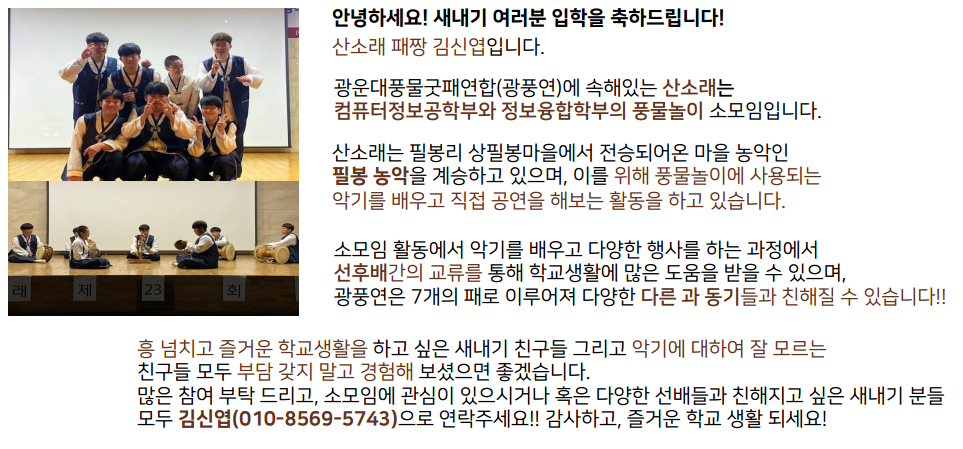 안녕하세요! 새내기 여러분 입학을 축하드립니다!
산소래 패짱 김신엽입니다.
광운대풍물굿패연합(광풍연)에 속해있는 산소래는
컴퓨터정보공학부와 정보융합학부의 풍물놀이 소모임입니다.
산소래는 필봉리 상필봉마을에서 전승되어온 마을 농악인
필봉 농악을 계승하고 있으며, 이를 위해 풍물놀이에 사용되는
악기를 배우고 직접 공연을 해보는 활동을 하고 있습니다.
소모임 활동에서 악기를 배우고 다양한 행사를 하는 과정에서
선후배간의 교류를 통해 학교생활에 많은 도움을 받을 수 있으며,
광풍연은 7개의 패로 이루어져 다양한 다른 과 동기들과 친해질 수 있습니다!!
래 제 23 회
흥 넘치고 즐거운 학교생활을 하고 싶은 새내기 친구들 그리고 악기에 대하여 잘 모르는
친구들 모두 부담 갖지 말고 경험해 보셨으면 좋겠습니다.
많은 참여 부탁 드리고, 소모임에 관심이 있으시거나 혹은 다양한 선배들과 친해지고 싶은 새내기 분들
모두 김신엽(010-8569-5743)으로 연락주세요!! 감사하고, 즐거운 학교 생활 되세요!